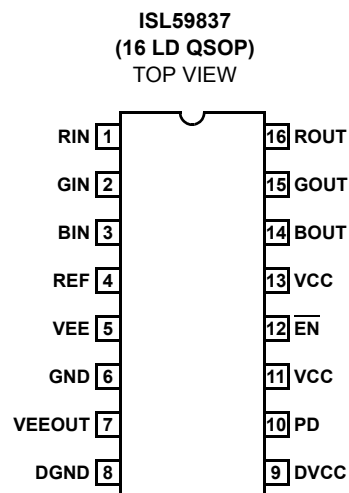 ISL59837
(16 LD QSOP)
TOP VIEW
RIN 1 16 ROUT
GIN 2 15 GOUT
BIN 3 14 BOUT
REF 4 13 VCC
VEE 5 12 E̅N̅
GND 6 11 VCC
VEEOUT 7 10 PD
DGND 8 9 DVCC